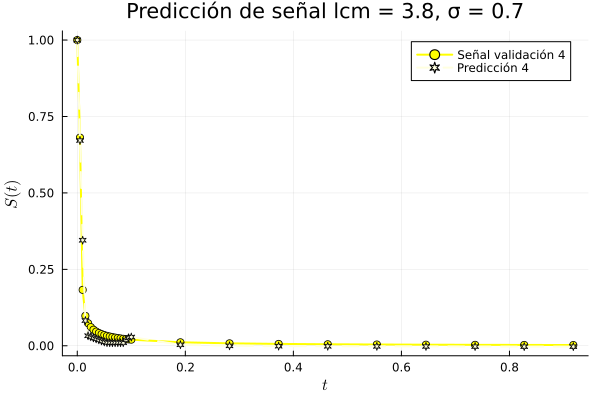 Predicción de señal lcm = 3.8, σ = 0.7
1.00
0.75
0.50
0.25
0.00
S(t)
Señal validación 4
Predicción 4
0.0 0.2 0.4 0.6 0.8
t